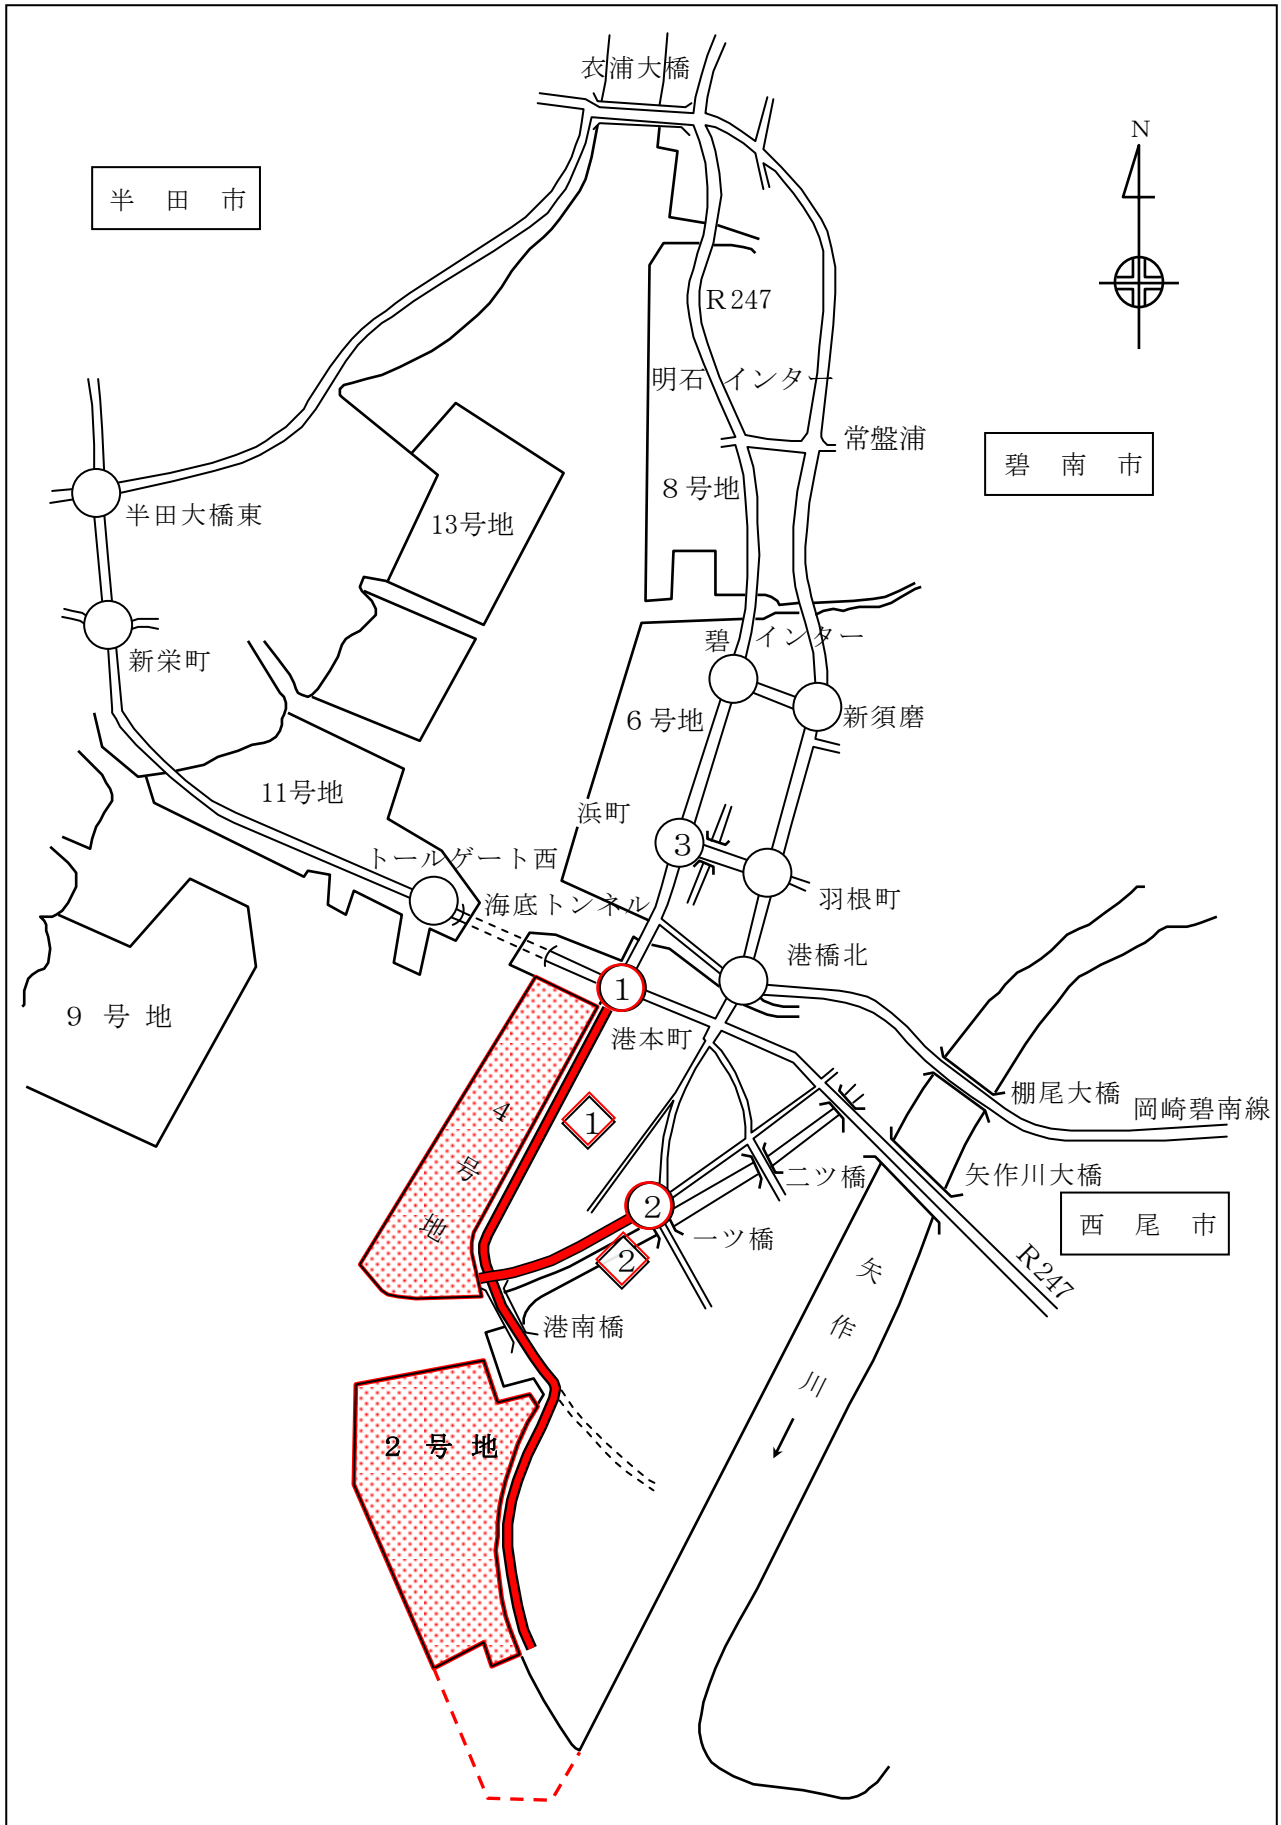 衣浦大橋
N
半 田 市
R247
明石 インター
常盤浦
碧 南 市
8号地
半田大橋東
13号地
碧 インター
新栄町
6号地
新須磨
11号地
浜町
3
トールゲート西
羽根町
海底トンネル
港橋北
1
9 号 地
港本町
棚尾大橋
岡崎碧南線
4号地
1
矢作川大橋
二ツ橋
西 尾 市
2
一ツ橋
2
R247
矢作川
港南橋
2 号 地